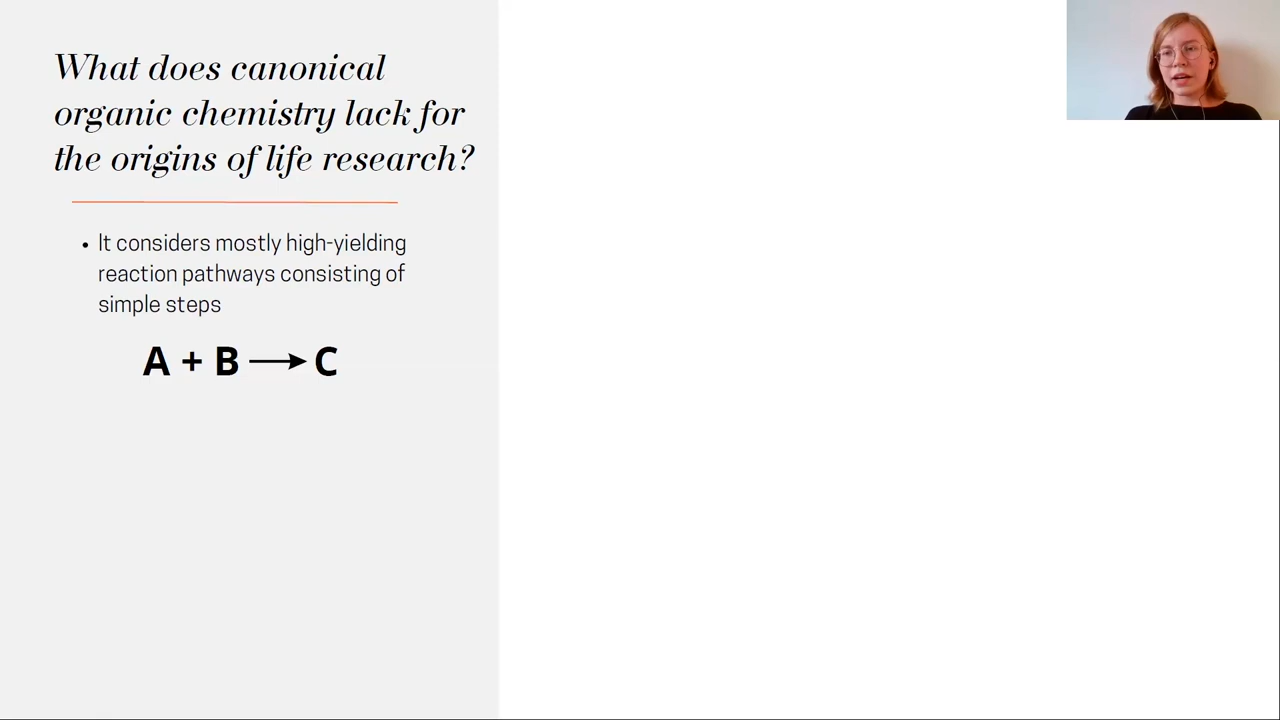 What does canonical
organic chemistry lack for
the origins of life research?
• It considers mostly high-yielding
reaction pathways consisting of
simple steps
A + B ⟶ C